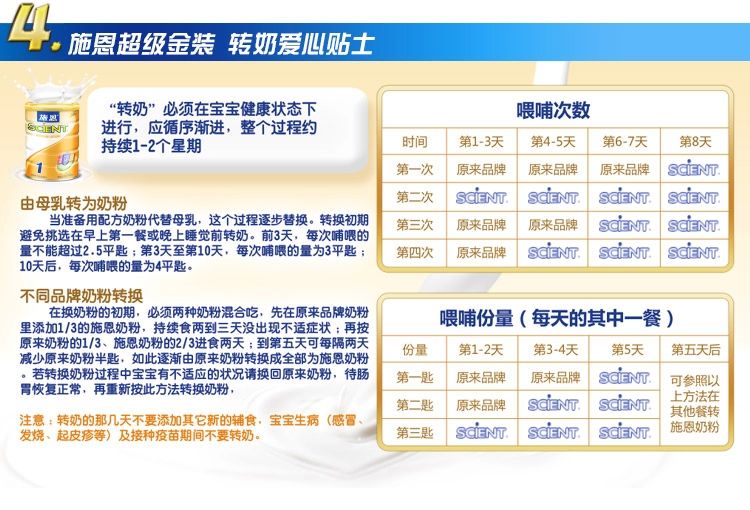 4. 施恩超级金装 转奶爱心贴士
施恩
SCIENT
1
“转奶”必须在宝宝健康状态下
进行，应循序渐进，整个过程约
持续1-2个星期
由母乳转为奶粉
当准备用配方奶粉代替母乳，这个过程逐步替换。转换初期
避免挑选在早上第一餐或晚上睡觉前转奶。前3天，每次哺喂的
量不能超过2.5平匙；第3天至第10天，每次哺喂的量为3平匙；
10天后，每次哺喂的量为4平匙。
不同品牌奶粉转换
在换奶粉的初期，必须两种奶粉混合吃，先在原来品牌奶粉
里添加1/3的施恩奶粉，持续食两到三天没出现不适症状；再按
原来奶粉的1/3、施恩奶粉的2/3进食两天；到第五天可每隔两天
减少原来奶粉半匙，如此逐渐由原来奶粉转换成全部为施恩奶粉
。若转换奶粉过程中宝宝有不适应的状况请换回原来奶粉，待肠
胃恢复正常，再重新按此方法转换奶粉，
注意：转奶的那几天不要添加其它新的辅食，宝宝生病（感冒、
发烧、起皮疹等）及接种疫苗期间不要转奶。
喂哺次数
时间 第1-3天 第4-5天 第6-7天 第8天
第一次 原来品牌 原来品牌 原来品牌 SCIENT
第二次 SCIENT SCIENT SCIENT SCIENT
第三次 原来品牌 原来品牌 SCIENT SCIENT
第四次 原来品牌 SCIENT SCIENT SCIENT
喂哺份量（每天的其中一餐）
份量 第1-2天 第3-4天 第5天 第五天后
第一匙 原来品牌 原来品牌 SCIENT
第二匙 原来品牌 SCIENT SCIENT
第三匙 SCIENT SCIENT SCIENT
可参照以
上方法在
其他餐转
施恩奶粉